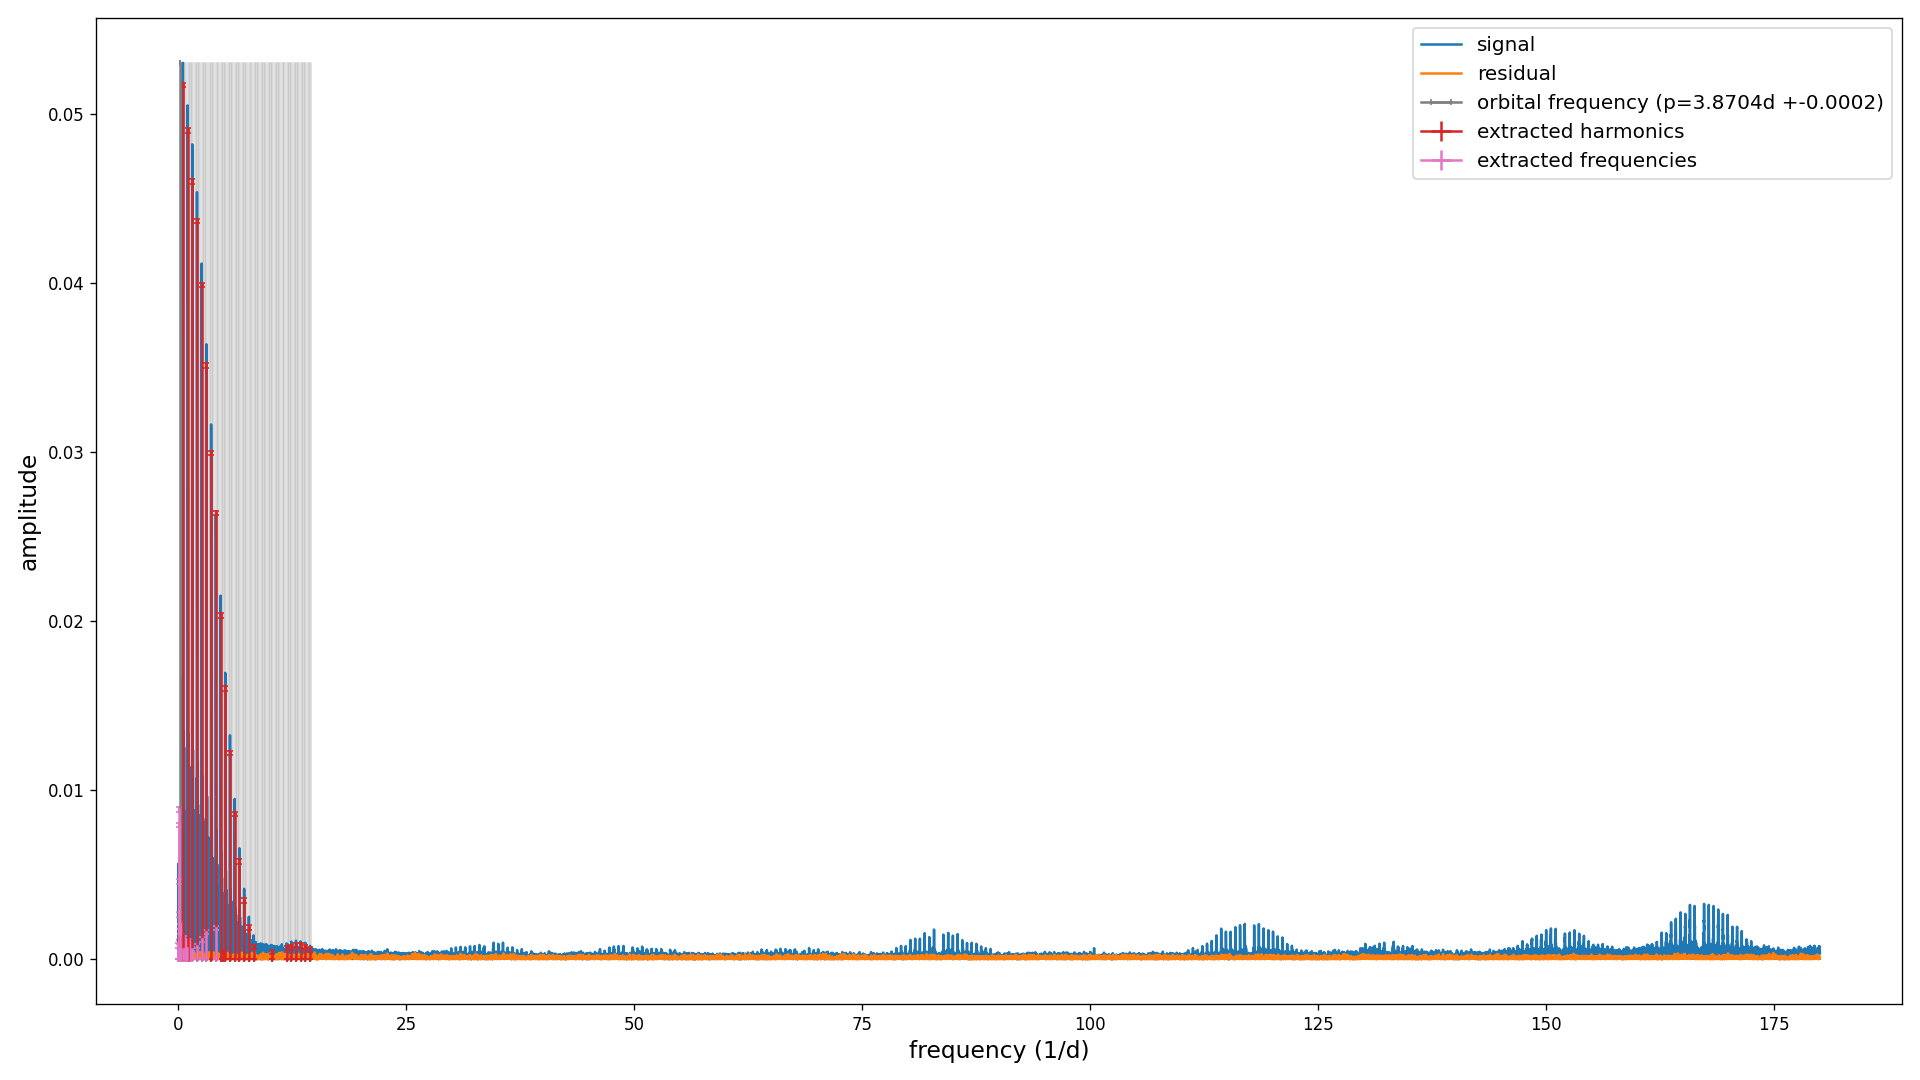 signal
residual
orbital frequency (p=3.8704d +-0.0002)
extracted harmonics
extracted frequencies
0.05
0.04
0.03
0.02
0.01
0.00
amplitude
0 25 50 75 100 125 150 175
frequency (1/d)